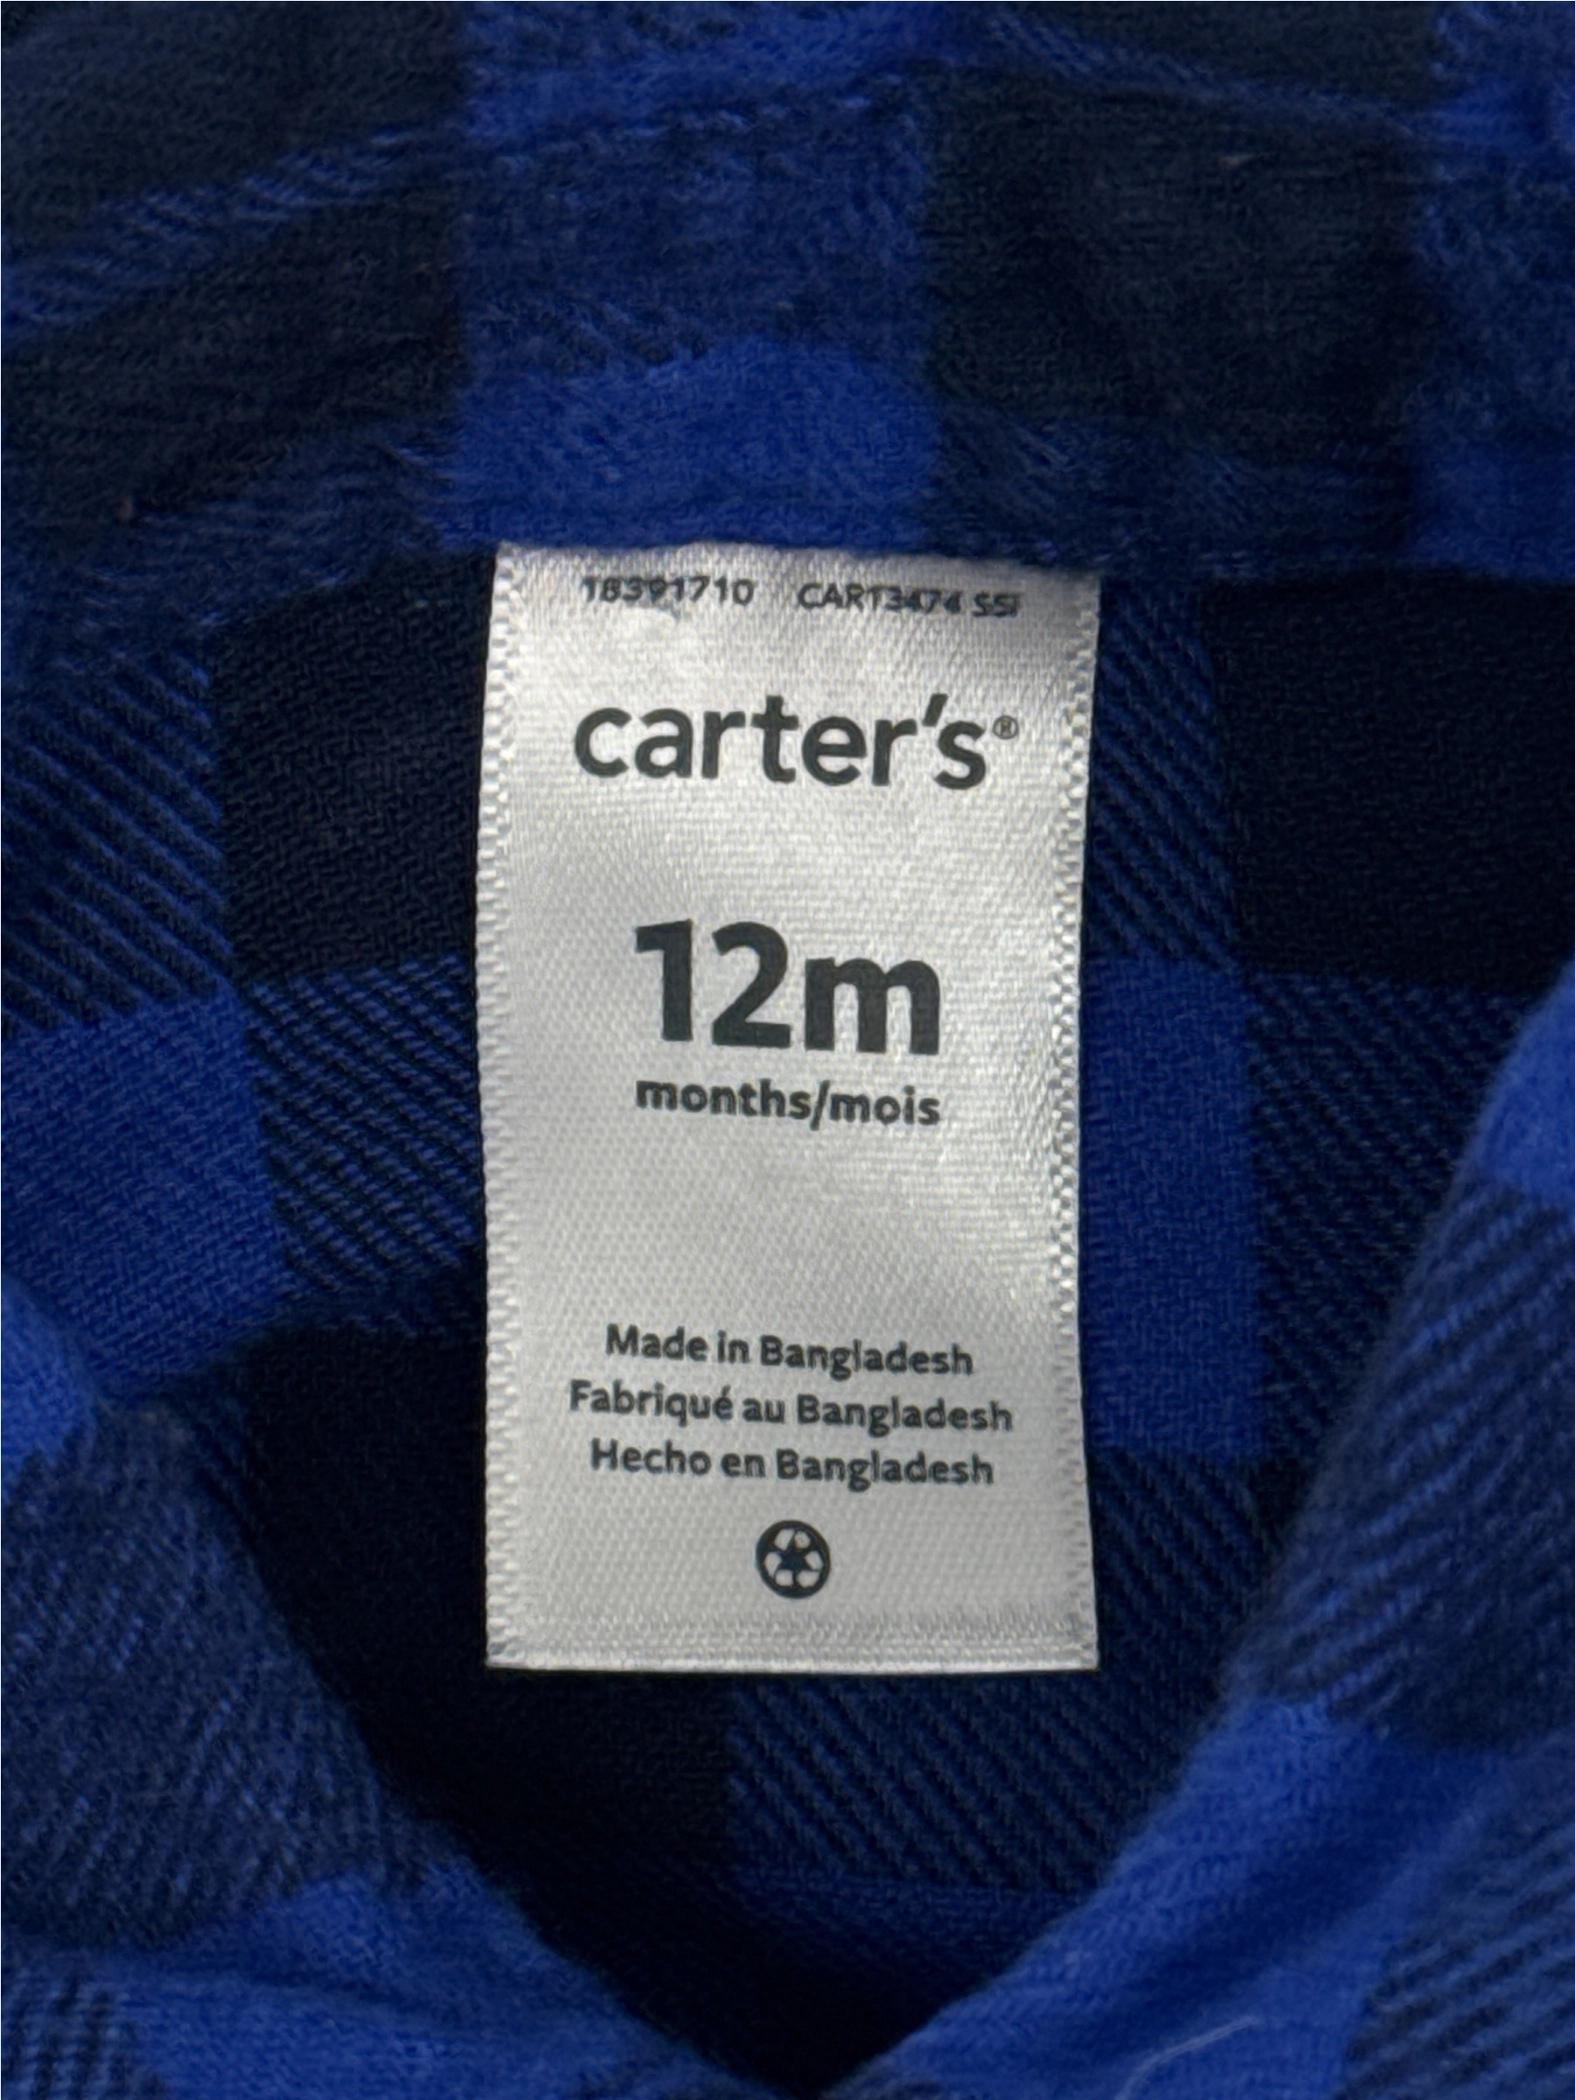 18391710 CART3474 SSI
carter's®
12m
months/mois
Made in Bangladesh
Fabriqué au Bangladesh
Hecho en Bangladesh